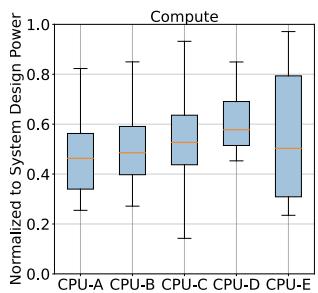 Compute
Normalized to System Design Power
1.0
0.8
0.6
0.4
0.2
0.0
CPU-A CPU-B CPU-C CPU-D CPU-E